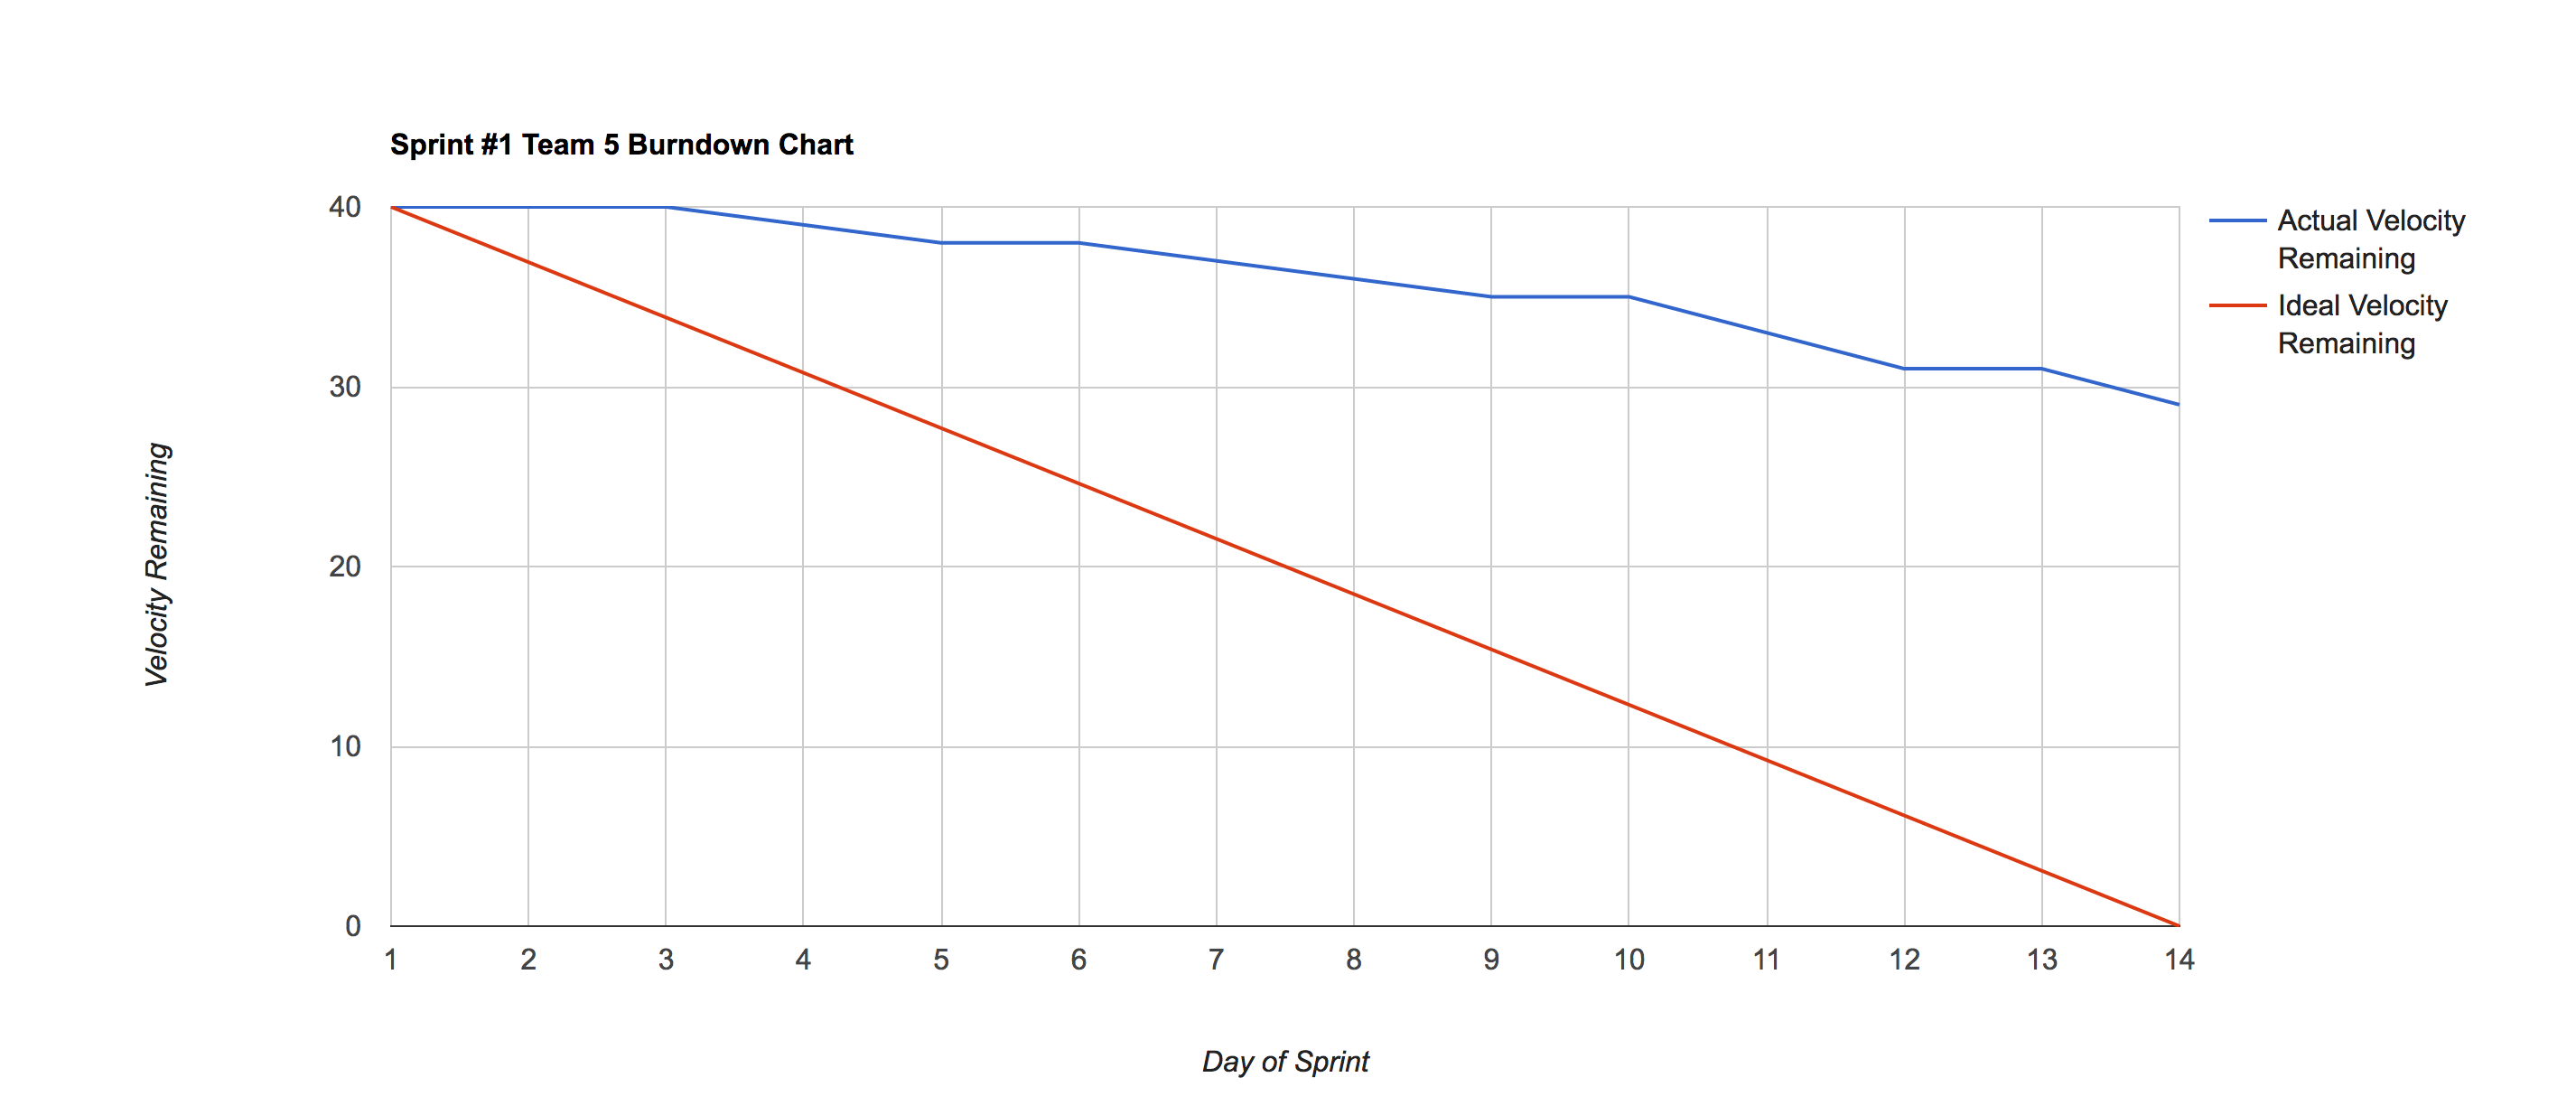 Sprint #1 Team 5 Burndown Chart
Actual Velocity
Remaining
Ideal Velocity
Remaining
40
30
20
10
0
Velocity Remaining
1 2 3 4 5 6 7 8 9 10 11 12 13 14
Day of Sprint